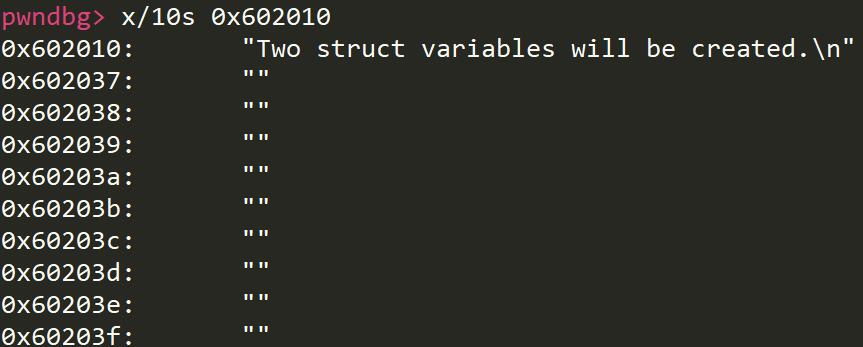 pwndbg> x/10s 0x602010
0x602010:       "Two struct variables will be created.\n"
0x602037:       ""
0x602038:       ""
0x602039:       ""
0x60203a:       ""
0x60203b:       ""
0x60203c:       ""
0x60203d:       ""
0x60203e:       ""
0x60203f:       ""